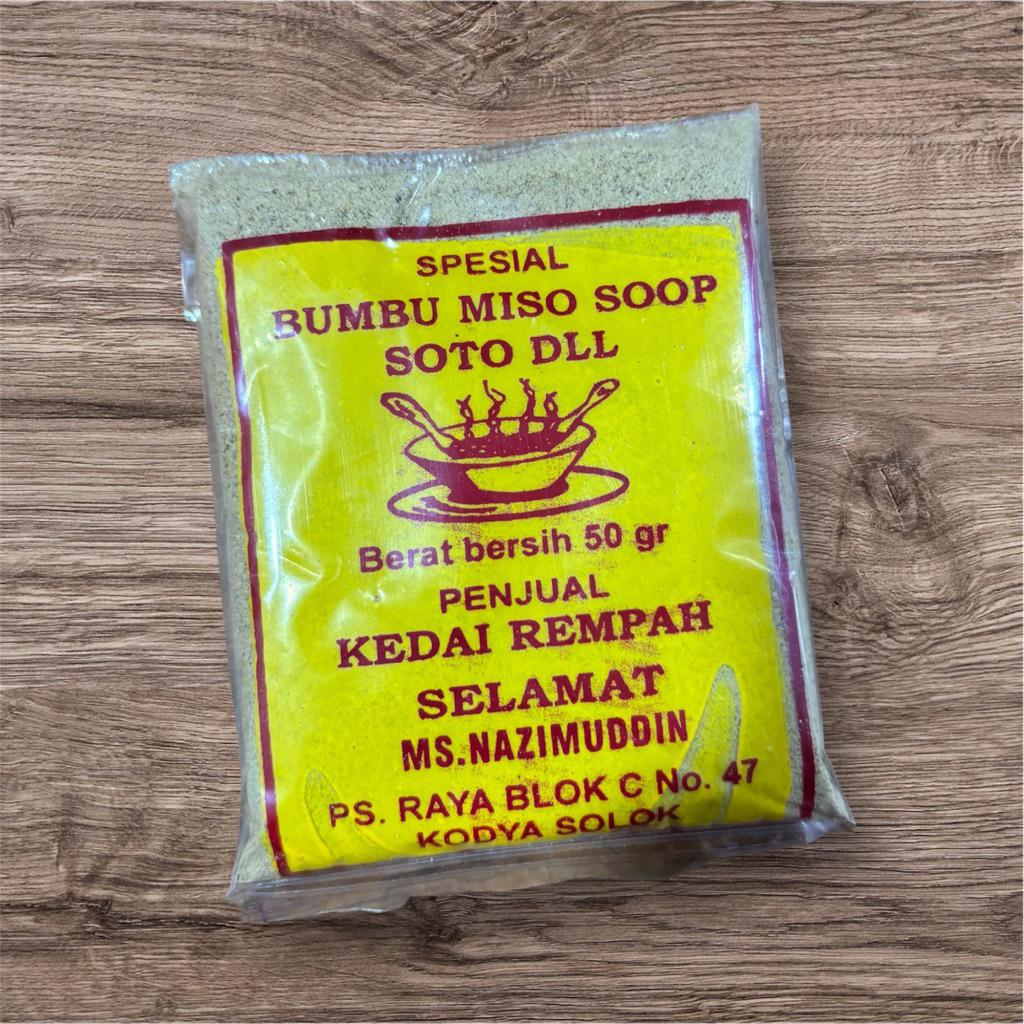 SPESIAL
BUMBU MISO SOOP
SOTO DLL
Berat bersih 50 gr
PENJUAL
KEDAI REMPAH
SELAMAT
MS.NAZIMUDDIN
PS. RAYA BLOK C No. 47
KODYA SOLOK